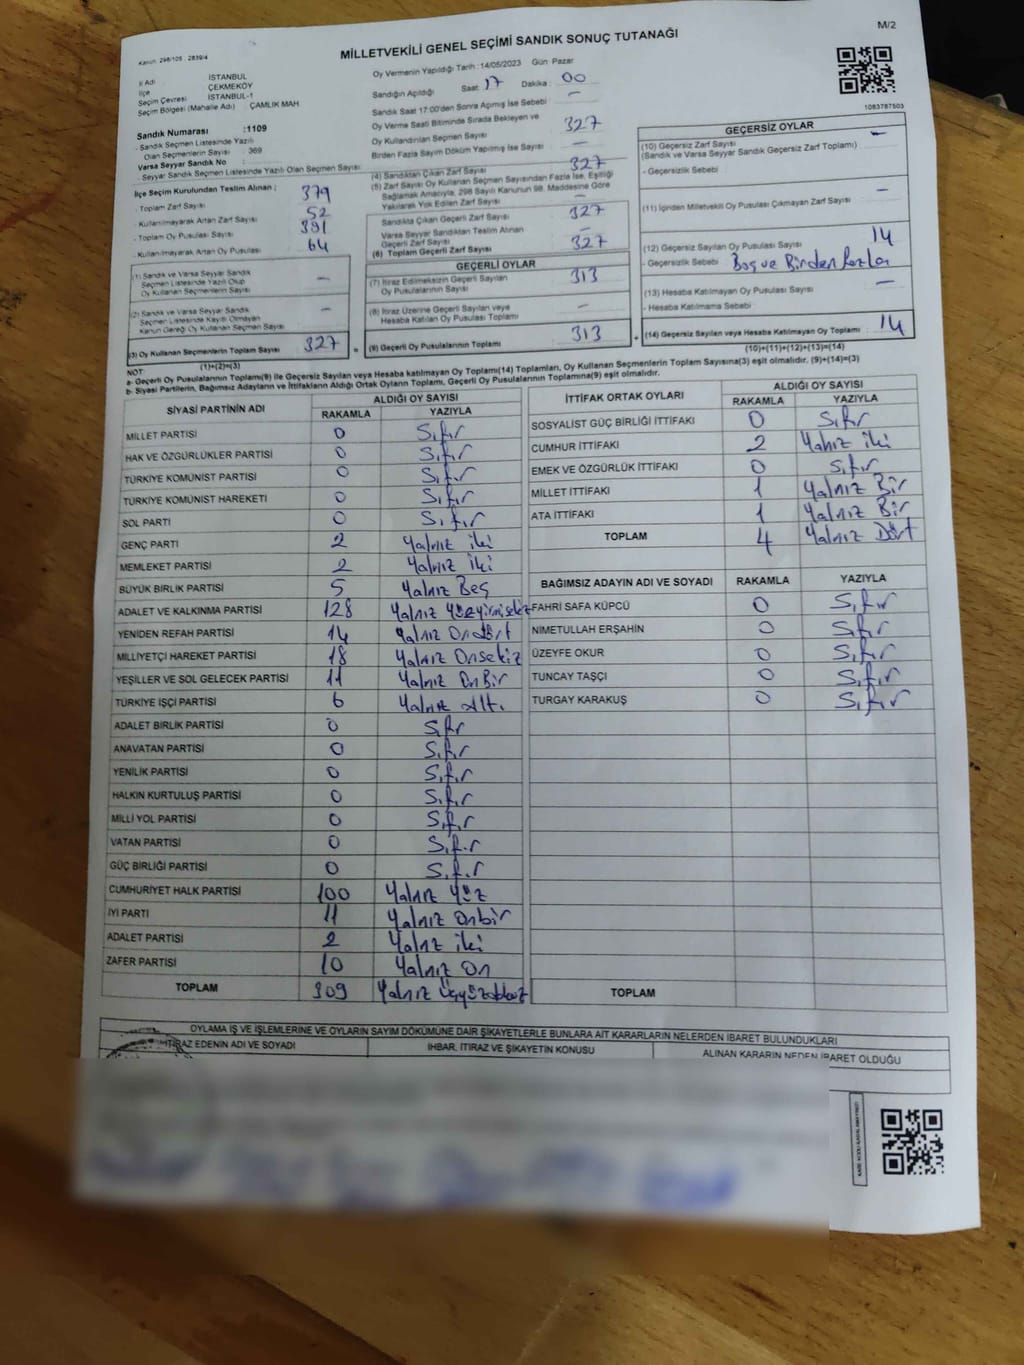 M/2
Kanun: 298/105 - 2839/4
MİLLETVEKİLİ GENEL SEÇİMİ SANDIK SONUÇ TUTANAĞI
1083787503
İl Adı İSTANBUL
İlçe ÇEKMEKÖY
Seçim Çevresi İSTANBUL-1
Seçim Bölgesi (Mahalle Adı) ÇAMLIK MAH
Sandık Numarası :1109
- Sandık Seçmen Listesinde Yazılı
Olan Seçmenlerin Sayısı : 369
Varsa Seyyar Sandık No :
- Seyyar Sandık Seçmen Listesinde Yazılı Olan Seçmen Sayısı
Oy Vermenin Yapıldığı Tarih :14/05/2023 Gün: Pazar
Sandığın Açıldığı Saat: 17 Dakika : 00
Sandık Saat 17:00'den Sonra Açılmış İse Sebebi : -
Oy Verme Saati Bitiminde Sırada Bekleyen ve
Oy Kullandırılan Seçmen Sayısı 327
Birden Fazla Sayım Döküm Yapılmış İse Sayısı : -
(4) Sandıktan Çıkan Zarf Sayısı 327
(5) Zarf Sayısı Oy Kullanan Seçmen Sayısından Fazla İse, Eşitliği
Sağlamak Amacıyla, 298 Sayılı Kanunun 98. Maddesine Göre
Yakılarak Yok Edilen Zarf Sayısı -
Sandıkta Çıkan Geçerli Zarf Sayısı 327
Varsa Seyyar Sandıktan Teslim Alınan
Geçerli Zarf Sayısı -
(6) Toplam Geçerli Zarf Sayısı 327
İlçe Seçim Kurulundan Teslim Alınan ;
- Toplam Zarf Sayısı 379
- Kullanılmayarak Artan Zarf Sayısı 52
- Toplam Oy Pusulası Sayısı 391
- Kullanılmayarak Artan Oy Pusulası 64
(1) Sandık ve Varsa Seyyar Sandık
Seçmen Listesinde Yazılı Olup
Oy Kullanan Seçmenlerin Sayısı -
(2) Sandık ve Varsa Seyyar Sandık
Seçmen Listesinde Kayıtlı Olmayan
Kanun Gereği Oy Kullanan Seçmen Sayısı -
(3) Oy Kullanan Seçmenlerin Toplam Sayısı 327
(1)+(2)=(3)
GEÇERLİ OYLAR
(7) İtiraz Edilmeksizin Geçerli Sayılan
Oy Pusulalarının Sayısı 313
(8) İtiraz Üzerine Geçerli Sayılan veya
Hesaba Katılan Oy Pusulası Toplamı -
= (9) Geçerli Oy Pusulalarının Toplamı 313 +
GEÇERSİZ OYLAR
(10) Geçersiz Zarf Sayısı -
(Sandık ve Varsa Seyyar Sandık Geçersiz Zarf Toplamı)
- Geçersizlik Sebebi
(11) İçinden Milletvekili Oy Pusulası Çıkmayan Zarf Sayısı -
(12) Geçersiz Sayılan Oy Pusulası Sayısı 14
- Geçersizlik Sebebi Boş ve Birden Fazla
(13) Hesaba Katılmayan Oy Pusulası Sayısı -
- Hesaba Katılmama Sebebi
(14) Geçersiz Sayılan veya Hesaba Katılmayan Oy Toplamı 14
(10)+(11)+(12)+(13)=(14)
NOT
a- Geçerli Oy Pusulalarının Toplamı(9) ile Geçersiz Sayılan veya Hesaba katılmayan Oy Toplamı(14) Toplamları, Oy Kullanan Seçmenlerin Toplam Sayısına(3) eşit olmalıdır. (9)+(14)=(3)
b- Siyasi Partilerin, Bağımsız Adayların ve İttifakların Aldığı Ortak Oyların Toplamı, Geçerli Oy Pusulalarının Toplamına(9) eşit olmalıdır.
SİYASİ PARTİNİN ADI ALDIĞI OY SAYISI
RAKAMLA YAZIYLA
MİLLET PARTİSİ 0 Sıfır
HAK VE ÖZGÜRLÜKLER PARTİSİ 0 Sıfır
TÜRKİYE KOMÜNİST PARTİSİ 0 Sıfır
TÜRKİYE KOMÜNİST HAREKETİ 0 Sıfır
SOL PARTİ 0 Sıfır
GENÇ PARTİ 2 Yalnız iki
MEMLEKET PARTİSİ 2 Yalnız iki
BÜYÜK BİRLİK PARTİSİ 5 Yalnız Beş
ADALET VE KALKINMA PARTİSİ 128 Yalnız Yüzyirmisekiz
YENİDEN REFAH PARTİSİ 14 Yalnız Ondört
MİLLİYETÇİ HAREKET PARTİSİ 18 Yalnız Onsekiz
YEŞİLLER VE SOL GELECEK PARTİSİ 11 Yalnız OnBir
TÜRKİYE İŞÇİ PARTİSİ 6 Yalnız altı
ADALET BİRLİK PARTİSİ 0 Sıfır
ANAVATAN PARTİSİ 0 Sıfır
YENİLİK PARTİSİ 0 Sıfır
HALKIN KURTULUŞ PARTİSİ 0 Sıfır
MİLLİ YOL PARTİSİ 0 Sıfır
VATAN PARTİSİ 0 Sıfır
GÜÇ BİRLİĞİ PARTİSİ 0 Sıfır
CUMHURİYET HALK PARTİSİ 100 Yalnız Yüz
İYİ PARTİ 11 Yalnız onbir
ADALET PARTİSİ 2 Yalnız iki
ZAFER PARTİSİ 10 Yalnız on
TOPLAM 309 Yalnız Üçyüzdokuz
İTTİFAK ORTAK OYLARI ALDIĞI OY SAYISI
RAKAMLA YAZIYLA
SOSYALİST GÜÇ BİRLİĞİ İTTİFAKI 0 Sıfır
CUMHUR İTTİFAKI 2 Yalnız iki
EMEK VE ÖZGÜRLÜK İTTİFAKI 0 Sıfır
MİLLET İTTİFAKI 1 Yalnız Bir
ATA İTTİFAKI 1 Yalnız Bir
TOPLAM 4 Yalnız Dört
BAĞIMSIZ ADAYIN ADI VE SOYADI RAKAMLA YAZIYLA
FAHRİ SAFA KÜPCÜ 0 Sıfır
NİMETULLAH ERŞAHİN 0 Sıfır
ÜZEYFE OKUR 0 Sıfır
TUNCAY TAŞÇI 0 Sıfır
TURGAY KARAKUŞ 0 Sıfır
TOPLAM
OYLAMA İŞ VE İŞLEMLERİNE VE OYLARIN SAYIM DÖKÜMÜNE DAİR ŞİKAYETLERLE BUNLARA AİT KARARLARIN NELERDEN İBARET BULUNDUKLARI
İTİRAZ EDENİN ADI VE SOYADI İHBAR, İTİRAZ VE ŞİKAYETİN KONUSU ALINAN KARARIN NEDEN İBARET OLDUĞU